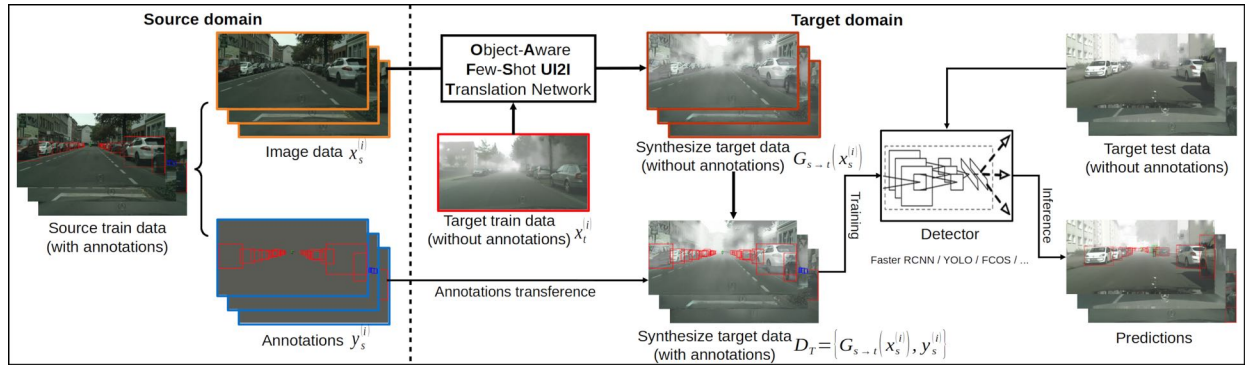 Source domain
Target domain
Object-Aware
Few-Shot UI2I
Translation Network
Image data x_s^{(i)}
Source train data
(with annotations)
Annotations y_s^{(i)}
Target train data
(without annotations) x_t^{(i)}
Annotations transference
Synthesize target data
(without annotations) G_{s→t}(x_s^{(i)})
Synthesize target data
(with annotations) D_T={G_{s→t}(x_s^{(i)}), y_s^{(i)}}
Training
Detector
Faster RCNN / YOLO / FCOS / ...
Inference
Target test data
(without annotations)
Predictions